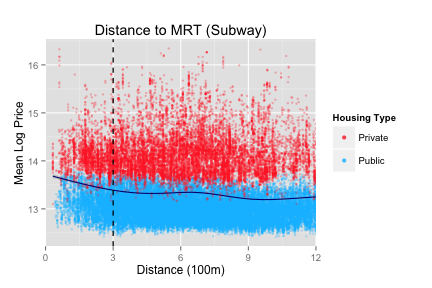 Distance to MRT (Subway)
Mean Log Price
16
15
14
13
0 3 6 9 12
Distance (100m)
Housing Type
Private
Public